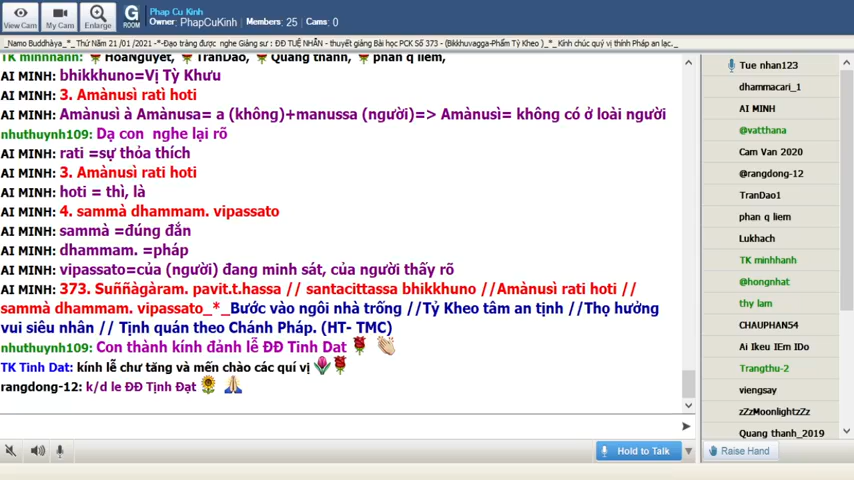 Phap Cu Kinh
Owner: PhapCuKinh | Members: 25 | Cams: 0
View Cam
My Cam
Enlarge
G
ROOM
_Namo Buddhàya_*_ Thứ Năm 21 /01 /2021 -*-Đạo tràng được nghe Giảng sư : ĐĐ TUỆ NHÂN - thuyết giảng Bài học PCK Số 373 - (Bikkhuvagga-Phẩm Tỳ Kheo )_*_ Kính chúc quý vị thính Pháp an lạc._
TK minhhanh: HoaNguyet, TranDao, Quang thanh, phan q liem,
AI MINH: bhikkhuno=Vị Tỳ Khưu
AI MINH: 3. Amànusì ratì hoti
AI MINH: Amànusì à Amànusa= a (không)+manussa (người)=> Amànusì= không có ở loài người
nhuthuynh109: Dạ con nghe lại rõ
AI MINH: rati =sự thỏa thích
AI MINH: 3. Amànusì rati hoti
AI MINH: hoti = thì, là
AI MINH: 4. sammà dhammam. vipassato
AI MINH: sammà =đúng đắn
AI MINH: dhammam. =pháp
AI MINH: vipassato=của (người) đang minh sát, của người thấy rõ
AI MINH: 373. Suññàgàram. pavit.t.hassa // santacittassa bhikkhuno //Amànusì rati hoti //
sammà dhammam. vipassato_*_Bước vào ngôi nhà trống //Tỷ Kheo tâm an tịnh //Thọ hưởng
vui siêu nhân // Tịnh quán theo Chánh Pháp. (HT- TMC)
nhuthuynh109: Con thành kính đảnh lễ ĐĐ Tinh Dat
TK Tinh Dat: kính lễ chư tăng và mến chào các quí vị
rangdong-12: k/d le ĐĐ Tịnh Đạt
Tue nhan123
dhammacari_1
AI MINH
@vatthana
Cam Van 2020
@rangdong-12
TranDao1
phan q liem
Lukhach
TK minhhanh
@hongnhat
thy lam
CHAUPHAN54
Ai Ikeu IEm IDo
Trangthu-2
viengsay
zZzMoonlightzZz
Quang thanh_2019
Hold to Talk
Raise Hand